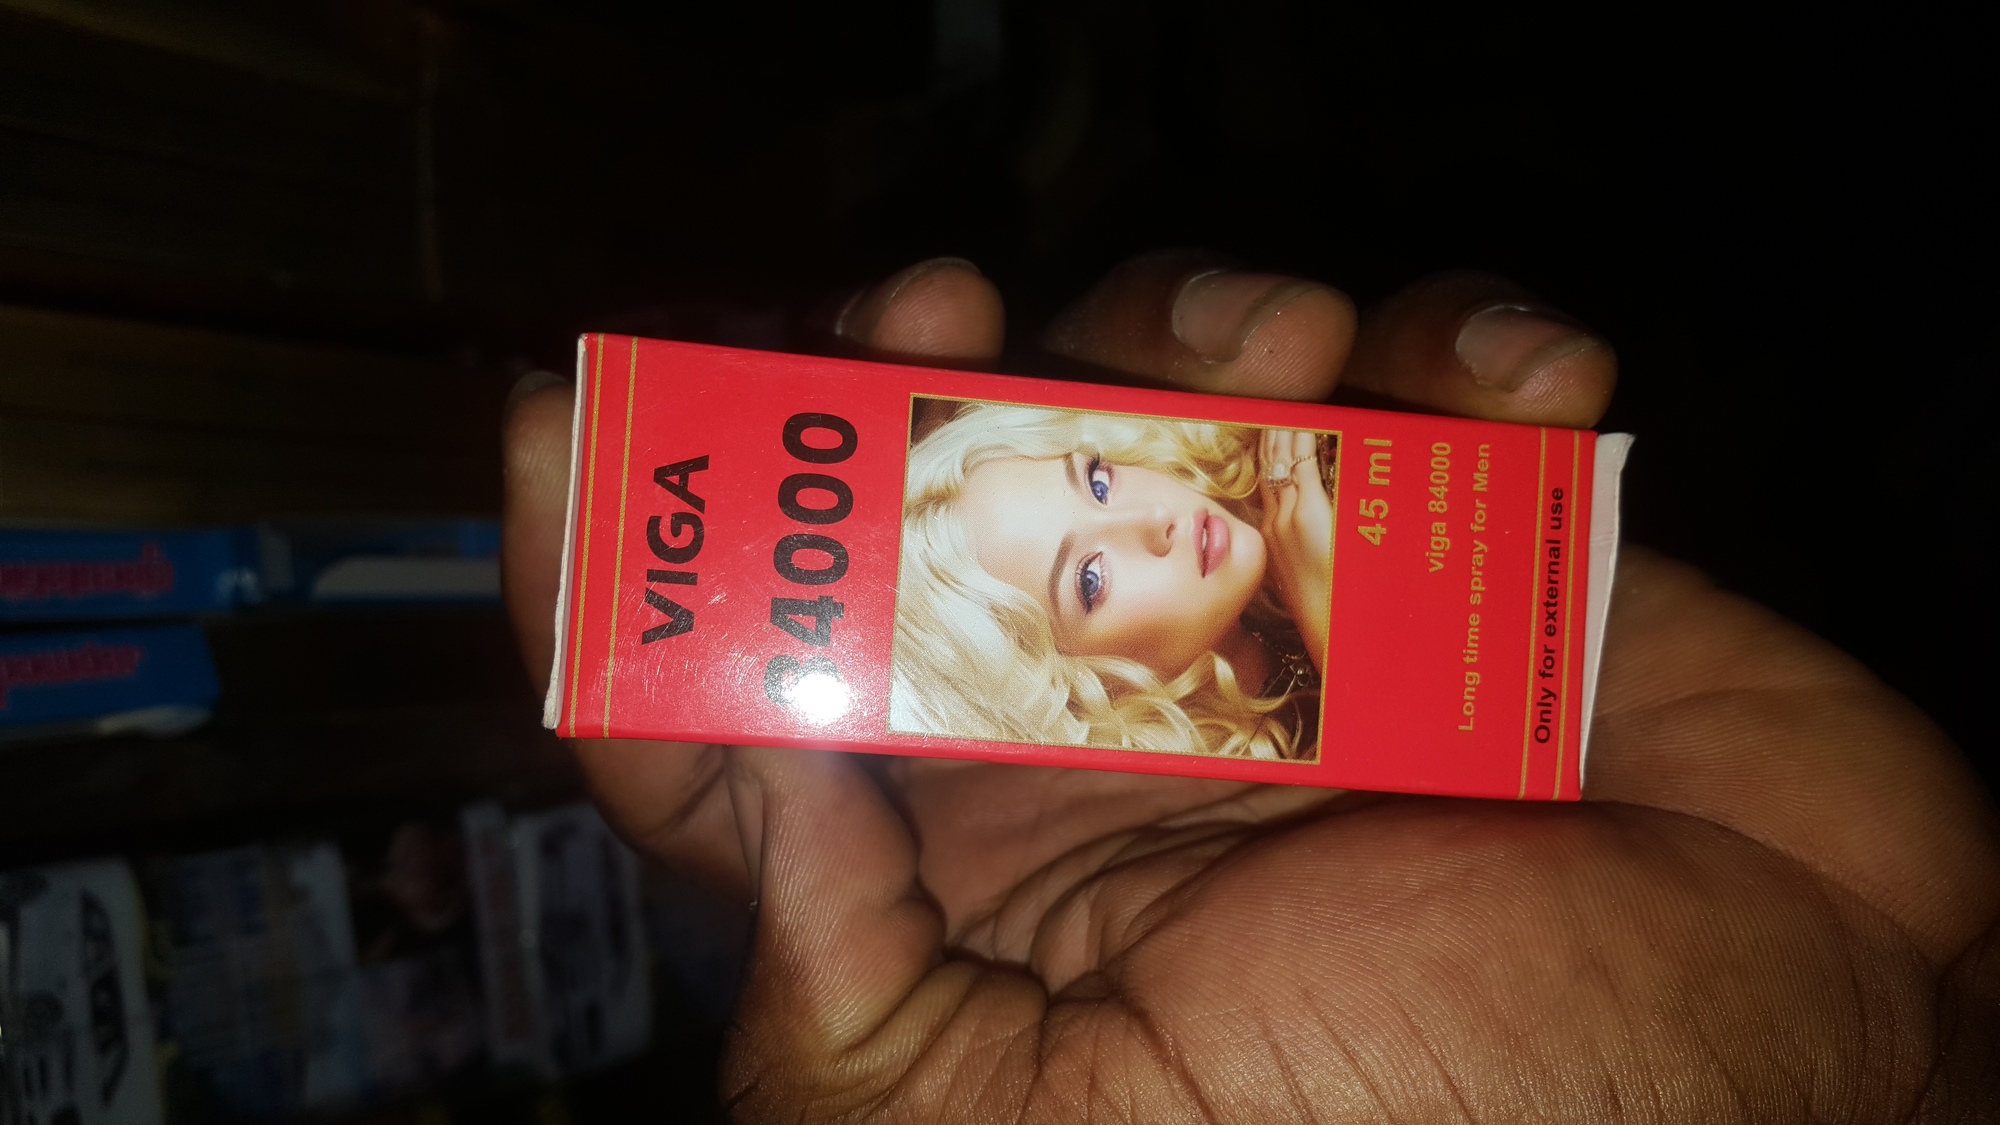 VIGA
84000
45 ml
viga 84000
Long time spray for Men
Only for external use